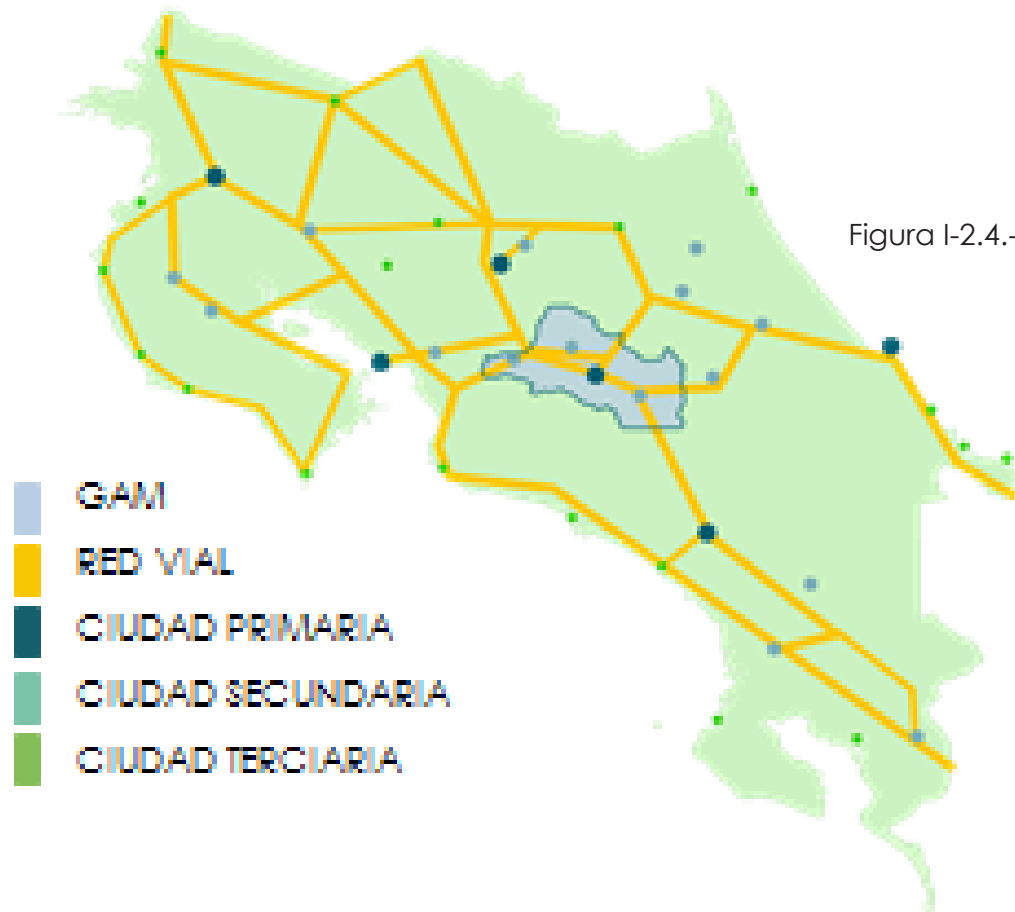 Figura I-2.4.-
GAM
RED VIAL
CIUDAD PRIMARIA
CIUDAD SECUNDARIA
CIUDAD TERCIARIA